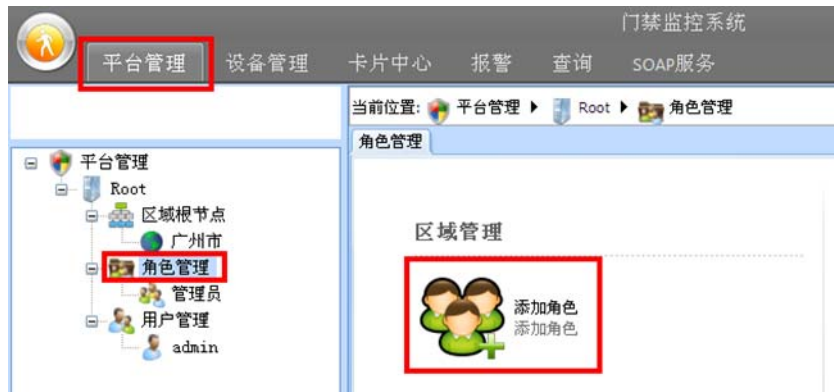 门禁监控系统
平台管理 设备管理 卡片中心 报警 查询 SOAP服务
当前位置: 平台管理 Root 角色管理
角色管理
平台管理
Root
区域根节点
广州市
角色管理
管理员
用户管理
admin
区域管理
添加角色
添加角色